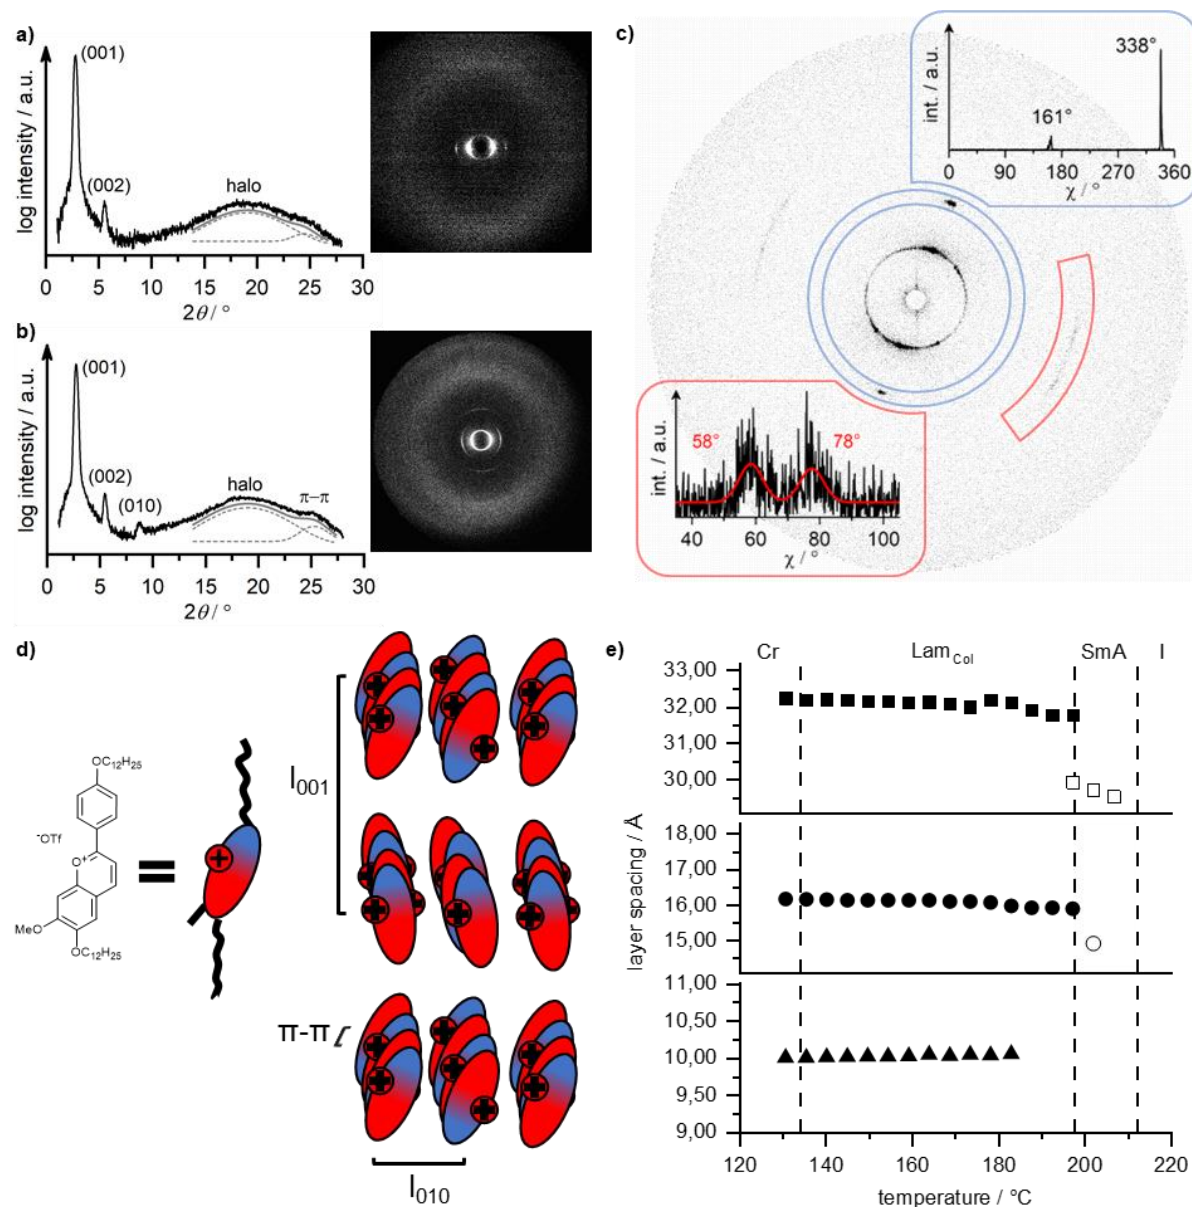 a)
log intensity / a.u.
(001)
(002)
halo
0 5 10 15 20 25 30
2θ / °
b)
log intensity / a.u.
(001)
(002)
(010)
halo
π–π
0 5 10 15 20 25 30
2θ / °
c)
int. / a.u.
338°
161°
0 90 180 270 360
χ / °
int. / a.u.
58°
78°
40 60 80 100
χ / °
d)
OC₁₂H₂₅
⁻OTf
O⁺
MeO
OC₁₂H₂₅
+
l₀₀₁
π-π
l₀₁₀
e)
Cr Lam_Col SmA I
layer spacing / Å
33,00
32,00
31,00
30,00
18,00
17,00
16,00
15,00
11,00
10,50
10,00
9,50
9,00
120 140 160 180 200 220
temperature / °C